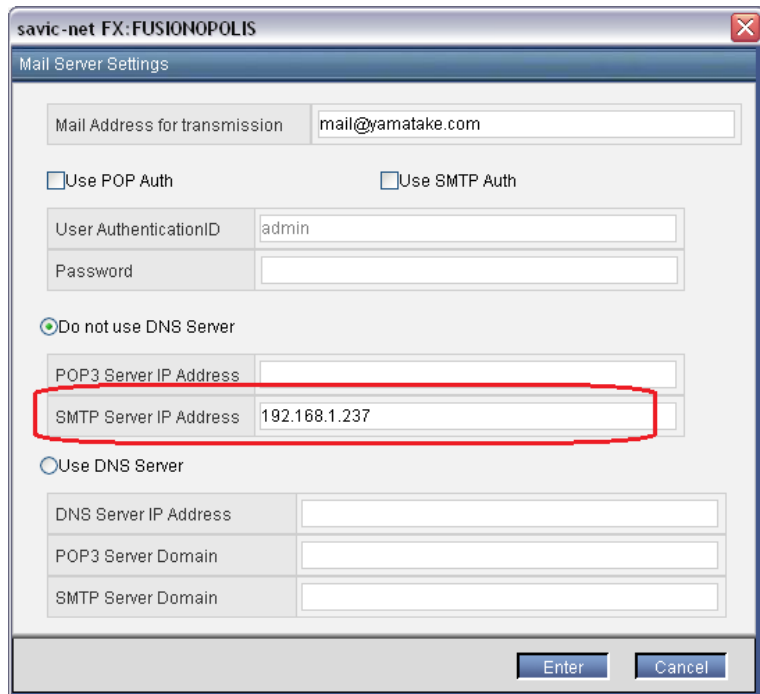 savic-net FX:FUSIONOPOLIS
Mail Server Settings
Mail Address for transmission mail@yamatake.com
Use POP Auth Use SMTP Auth
User AuthenticationID admin
Password
Do not use DNS Server
POP3 Server IP Address
SMTP Server IP Address 192.168.1.237
Use DNS Server
DNS Server IP Address
POP3 Server Domain
SMTP Server Domain
Enter Cancel